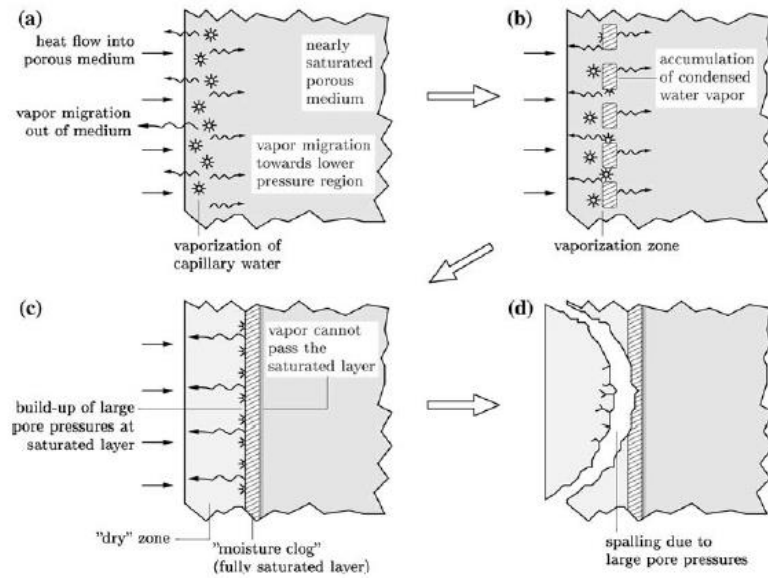 (a)
heat flow into
porous medium
vapor migration
out of medium
nearly
saturated
porous
medium
vapor migration
towards lower
pressure region
vaporization of
capillary water
(b)
accumulation
of condensed
water vapor
vaporization zone
(c)
vapor cannot
pass the
saturated layer
build-up of large
pore pressures at
saturated layer
"dry" zone
"moisture clog"
(fully saturated layer)
(d)
spalling due to
large pore pressures